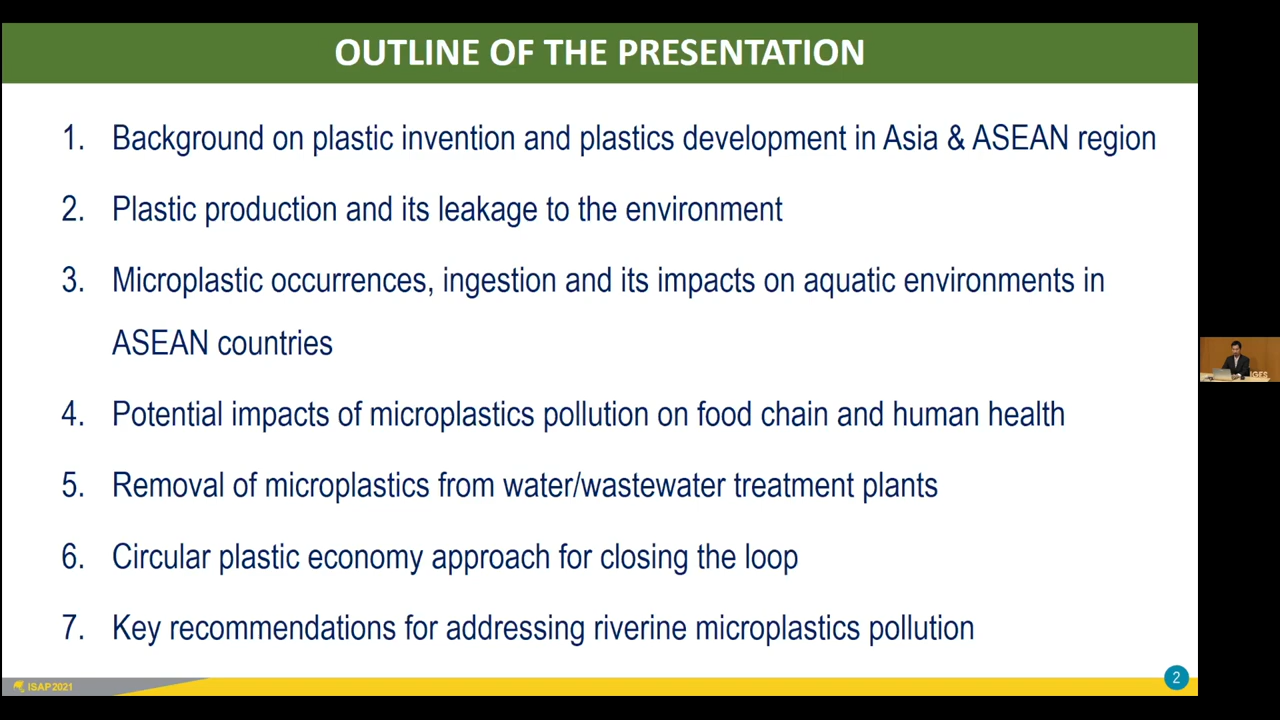 OUTLINE OF THE PRESENTATION
1. Background on plastic invention and plastics development in Asia & ASEAN region
2. Plastic production and its leakage to the environment
3. Microplastic occurrences, ingestion and its impacts on aquatic environments in
ASEAN countries
4. Potential impacts of microplastics pollution on food chain and human health
5. Removal of microplastics from water/wastewater treatment plants
6. Circular plastic economy approach for closing the loop
7. Key recommendations for addressing riverine microplastics pollution
IGES
ISAP2021
2